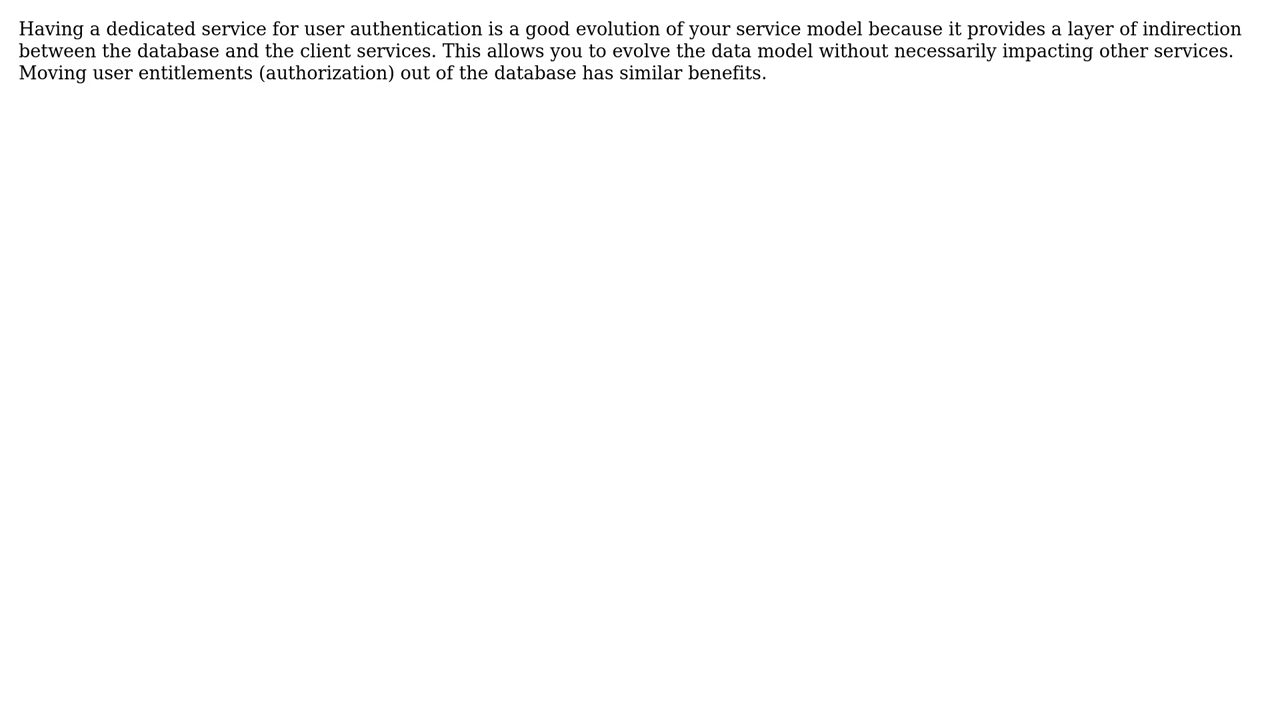 Having a dedicated service for user authentication is a good evolution of your service model because it provides a layer of indirection
between the database and the client services. This allows you to evolve the data model without necessarily impacting other services.
Moving user entitlements (authorization) out of the database has similar benefits.